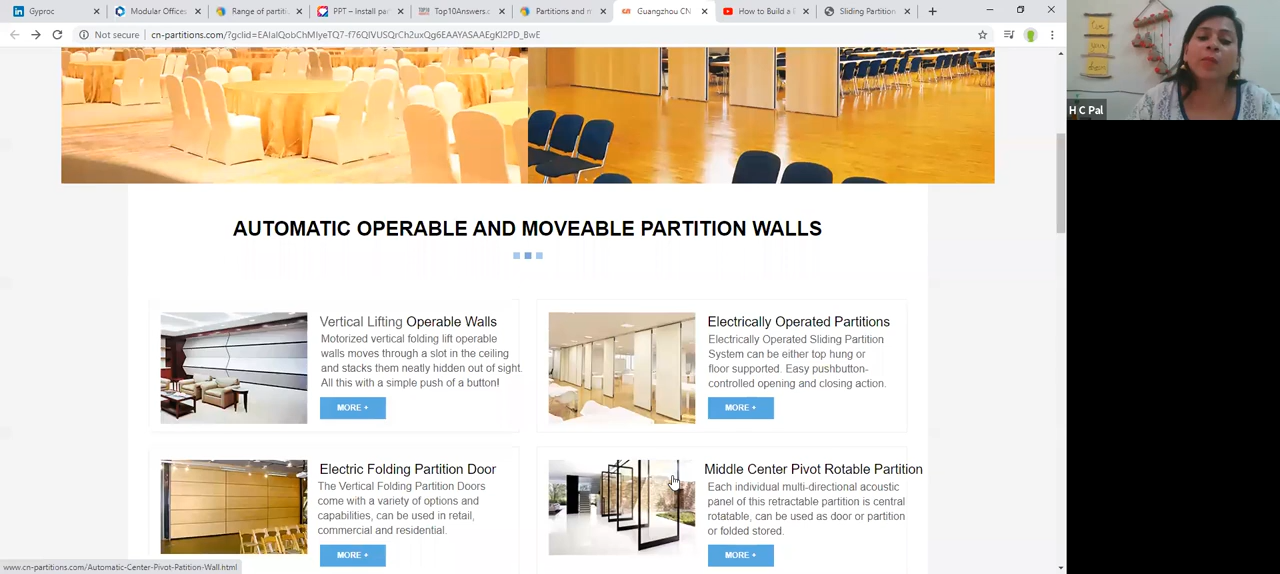 Gyproc
Modular Offices
Range of partiti
PPT – Install par
Top10Answers.c
Partitions and m
Guangzhou CN
How to Build a
Sliding Partition
Not secure
cn-partitions.com/?gclid=EAIaIQobChMIyeTQ7-f76QIVUSQrCh2uxQg6EAAYASAAEgKl2PD_BwE
H C Pal
AUTOMATIC OPERABLE AND MOVEABLE PARTITION WALLS
Vertical Lifting Operable Walls
Motorized vertical folding lift operable
walls moves through a slot in the ceiling
and stacks them neatly hidden out of sight.
All this with a simple push of a button!
MORE +
Electrically Operated Partitions
Electrically Operated Sliding Partition
System can be either top hung or
floor supported. Easy pushbutton-
controlled opening and closing action.
MORE +
Electric Folding Partition Door
The Vertical Folding Partition Doors
come with a variety of options and
capabilities, can be used in retail,
commercial and residential.
MORE +
Middle Center Pivot Rotable Partition
Each individual multi-directional acoustic
panel of this retractable partition is central
rotatable, can be used as door or partition
or folded stored.
MORE +
www.cn-partitions.com/Automatic-Center-Pivot-Patition-Wall.html